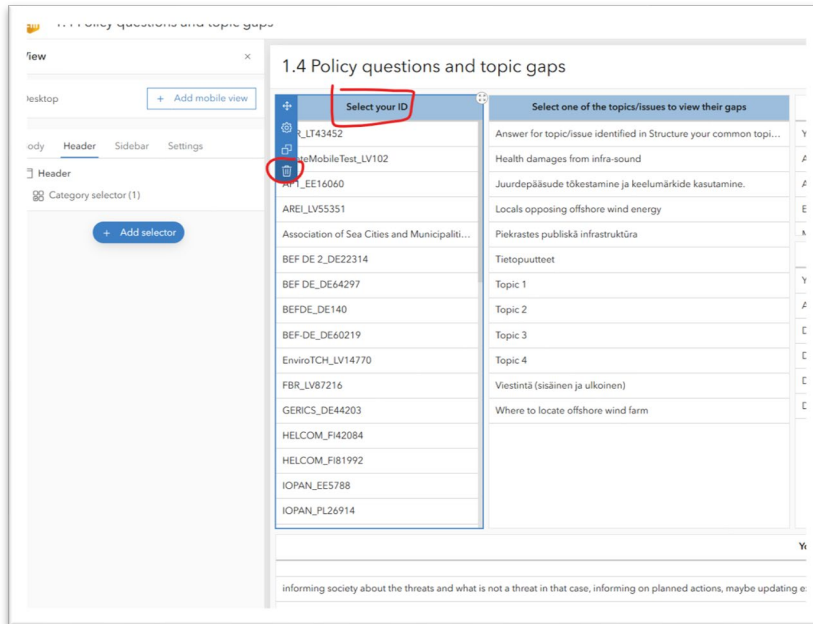 1.4 Policy questions and topic gaps
View
Desktop
+ Add mobile view
Body Header Sidebar Settings
Header
Category selector (1)
+ Add selector
1.4 Policy questions and topic gaps
Select your ID
_LT43452
MobileTest_LV102
_EE16060
AREI_LV55351
Association of Sea Cities and Municipaliti...
BEF DE 2_DE22314
BEF DE_DE64297
BEFDE_DE140
BEF-DE_DE60219
EnviroTCH_LV14770
FBR_LV87216
GERICS_DE44203
HELCOM_FI42084
HELCOM_FI81992
IOPAN_EE5788
IOPAN_PL26914
Select one of the topics/issues to view their gaps
Answer for topic/issue identified in Structure your common topi...
Health damages from infra-sound
Juurdepääsude tõkestamine ja keelumärkide kasutamine.
Locals opposing offshore wind energy
Piekrastes publiskā infrastruktūra
Tietopuutteet
Topic 1
Topic 2
Topic 3
Topic 4
Viestintä (sisäinen ja ulkoinen)
Where to locate offshore wind farm
informing society about the threats and what is not a threat in that case, informing on planned actions, maybe updating